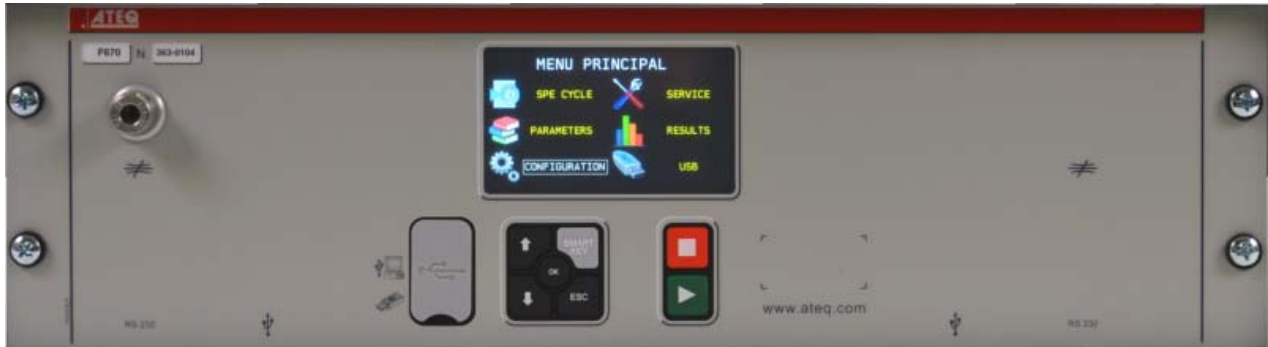 ATEQ
F670 N 363-0104
MENU PRINCIPAL
SPE CYCLE SERVICE
PARAMETERS RESULTS
CONFIGURATION USB
SMART
KEY
OK
ESC
www.ateq.com
RS 232 RS 232